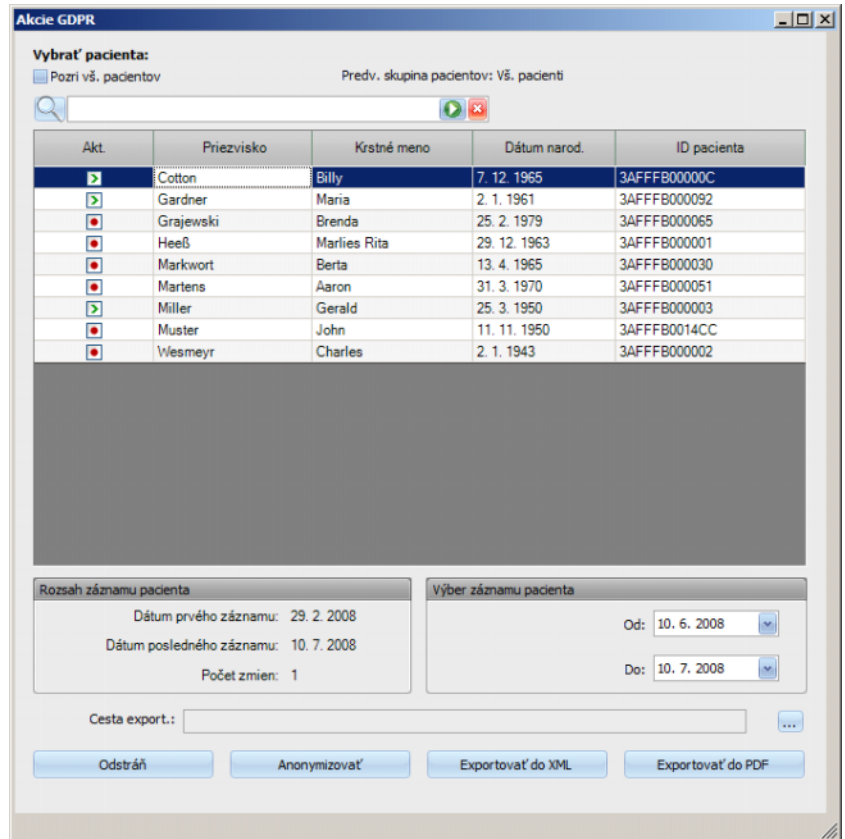 Akcie GDPR
Vybrať pacienta:
Pozri vš. pacientov Predv. skupina pacientov: Vš. pacienti
Akt. Priezvisko Krstné meno Dátum narod. ID pacienta
Cotton Billy 7. 12. 1965 3AFFFB00000C
Gardner Maria 2. 1. 1961 3AFFFB000092
Grajewski Brenda 25. 2. 1979 3AFFFB000065
Heeß Marlies Rita 29. 12. 1963 3AFFFB000001
Markwort Berta 13. 4. 1965 3AFFFB000030
Martens Aaron 31. 3. 1970 3AFFFB000051
Miller Gerald 25. 3. 1950 3AFFFB000003
Muster John 11. 11. 1950 3AFFFB0014CC
Wesmeyr Charles 2. 1. 1943 3AFFFB000002
Rozsah záznamu pacienta
Dátum prvého záznamu: 29. 2. 2008
Dátum posledného záznamu: 10. 7. 2008
Počet zmien: 1
Výber záznamu pacienta
Od: 10. 6. 2008
Do: 10. 7. 2008
Cesta export.: ...
Odstráň Anonymizovať Exportovať do XML Exportovať do PDF